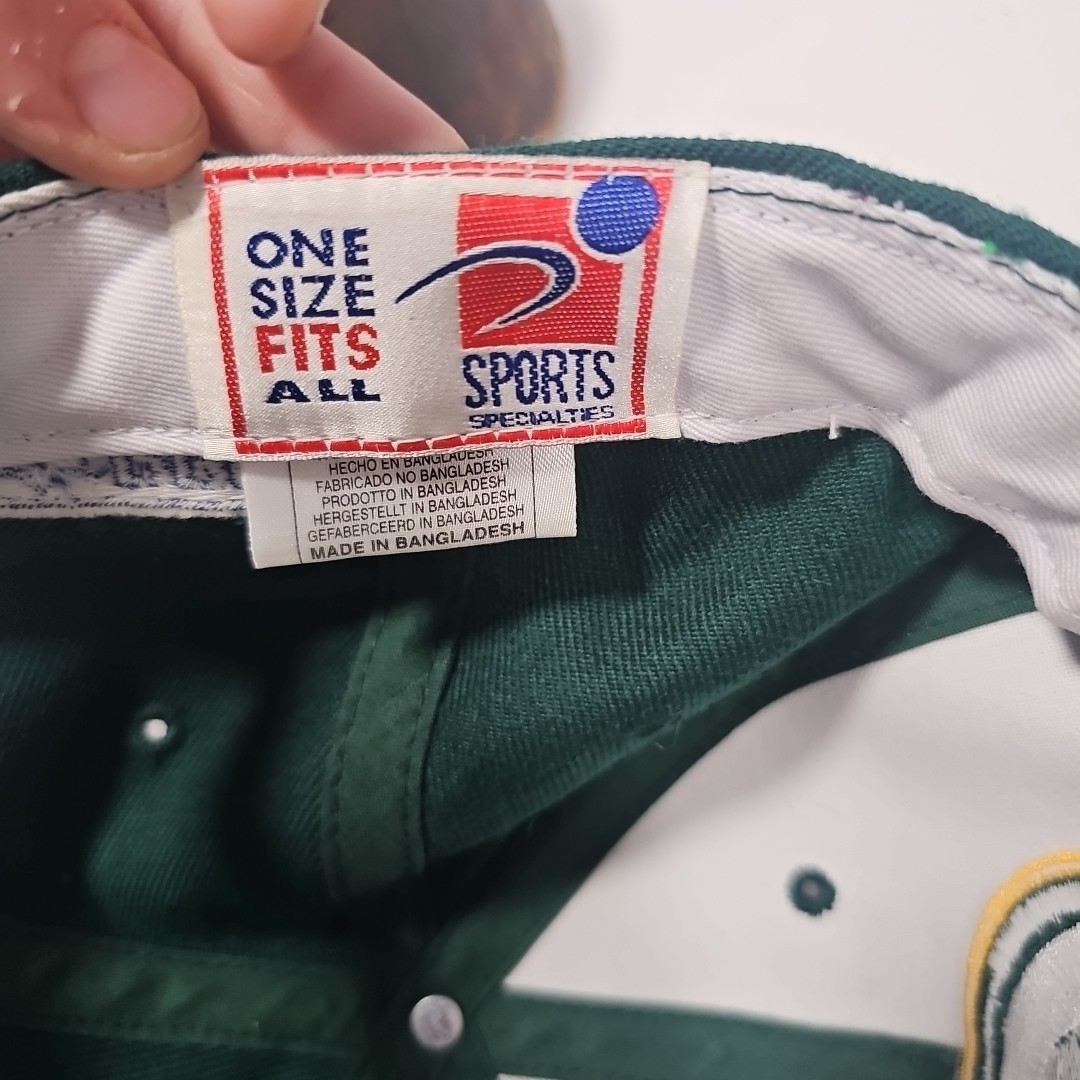 ONE
SIZE
FITS
ALL
SPORTS
SPECIALTIES
HECHO EN BANGLADESH
FABRICADO NO BANGLADESH
PRODOTTO IN BANGLADESH
HERGESTELLT IN BANGLADESH
GEFABERCEERD IN BANGLADESH
MADE IN BANGLADESH